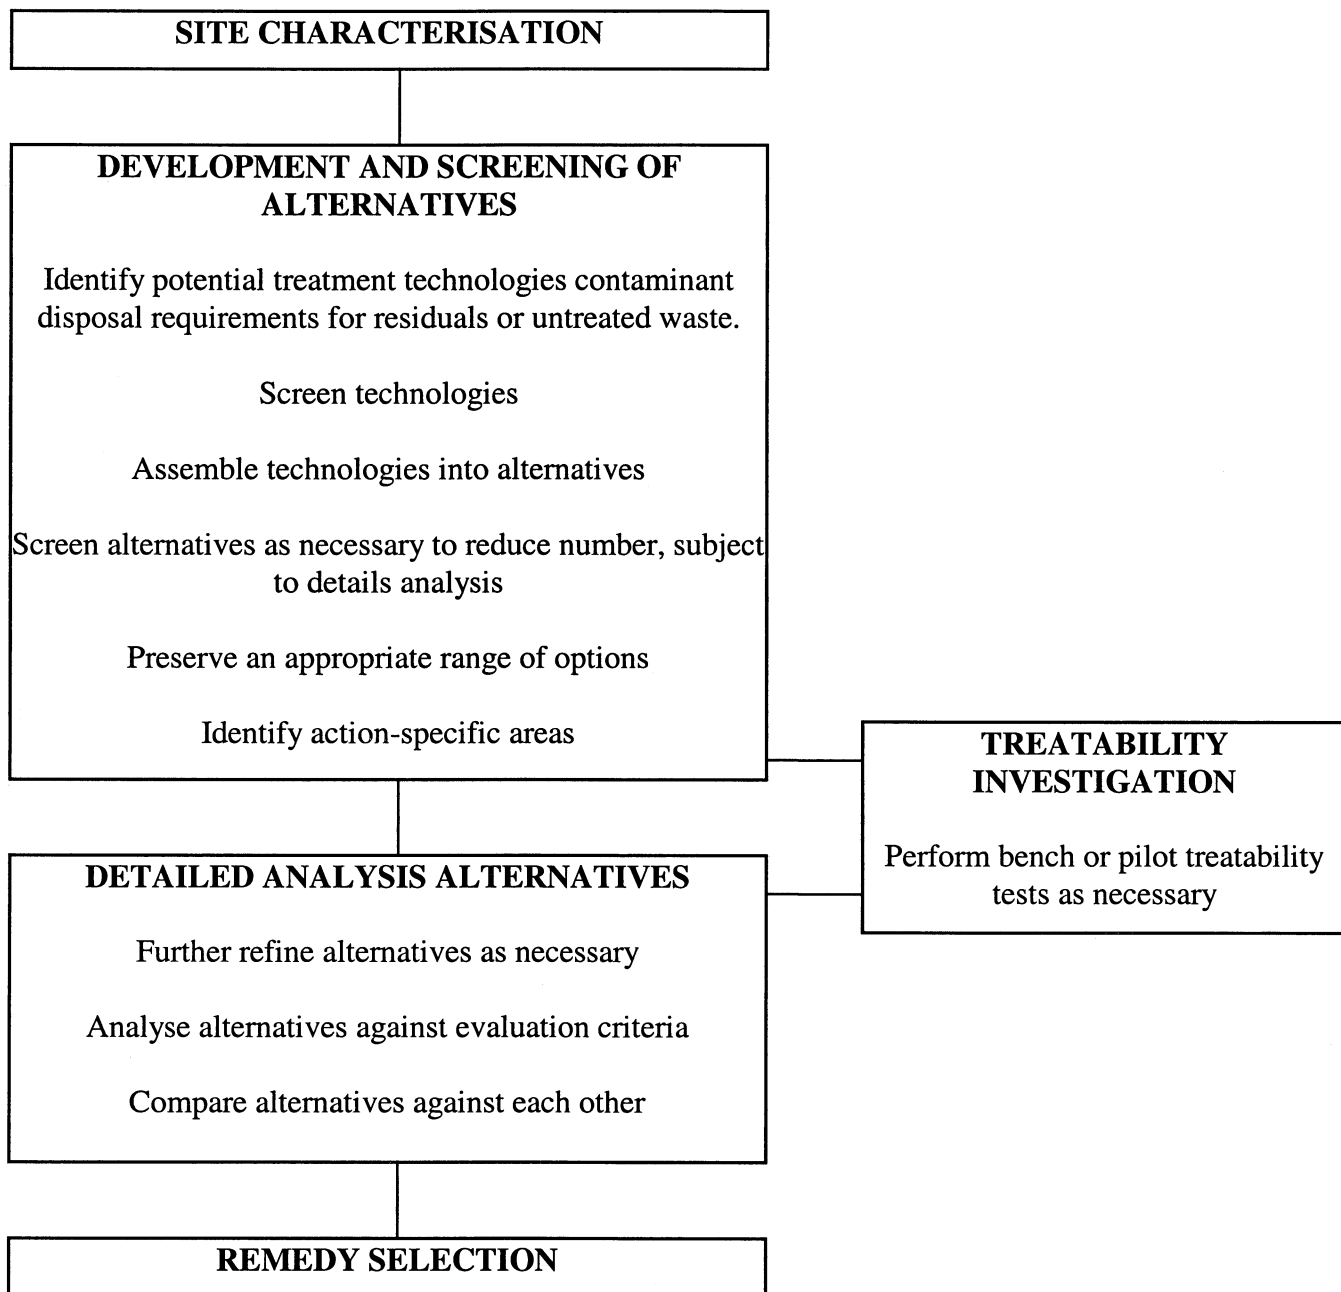 SITE CHARACTERISATION
DEVELOPMENT AND SCREENING OF
ALTERNATIVES
Identify potential treatment technologies contaminant
disposal requirements for residuals or untreated waste.
Screen technologies
Assemble technologies into alternatives
Screen alternatives as necessary to reduce number, subject
to details analysis
Preserve an appropriate range of options
Identify action-specific areas
TREATABILITY
INVESTIGATION
Perform bench or pilot treatability
tests as necessary
DETAILED ANALYSIS ALTERNATIVES
Further refine alternatives as necessary
Analyse alternatives against evaluation criteria
Compare alternatives against each other
REMEDY SELECTION